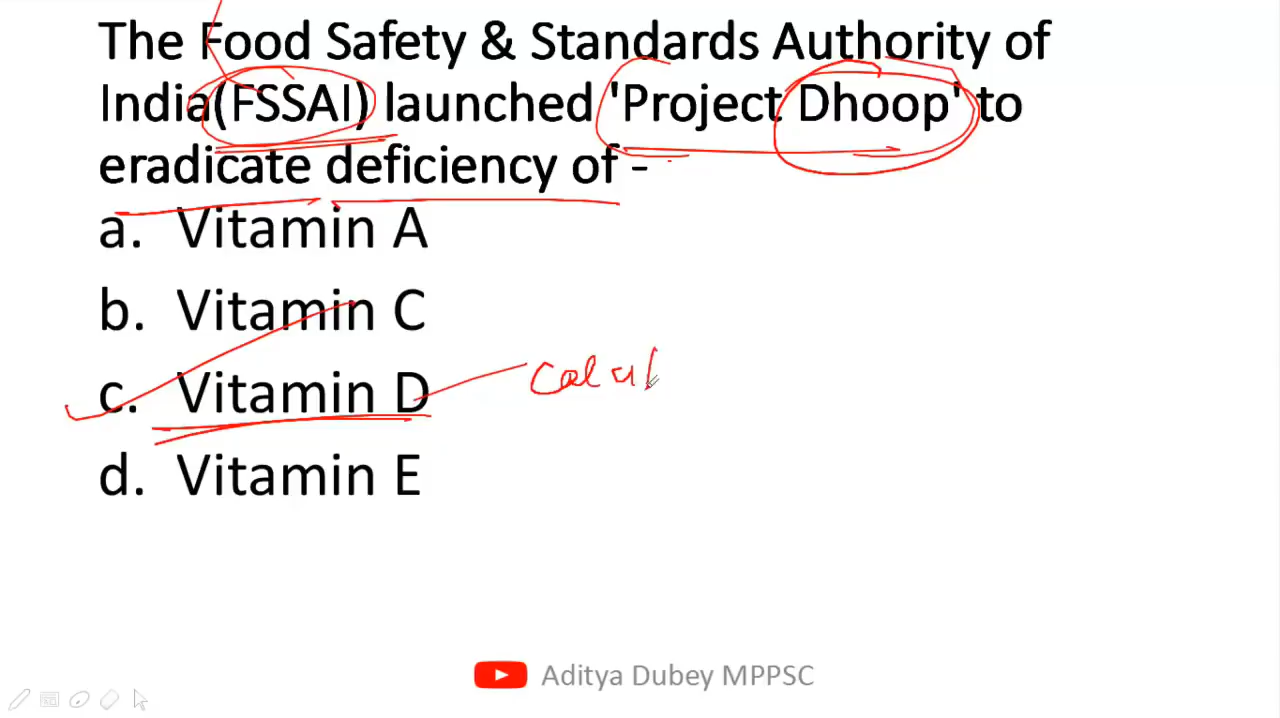 The Food Safety & Standards Authority of
India(FSSAI) launched 'Project Dhoop' to
eradicate deficiency of -
a. Vitamin A
b. Vitamin C
c. Vitamin D
d. Vitamin E
Aditya Dubey MPPSC